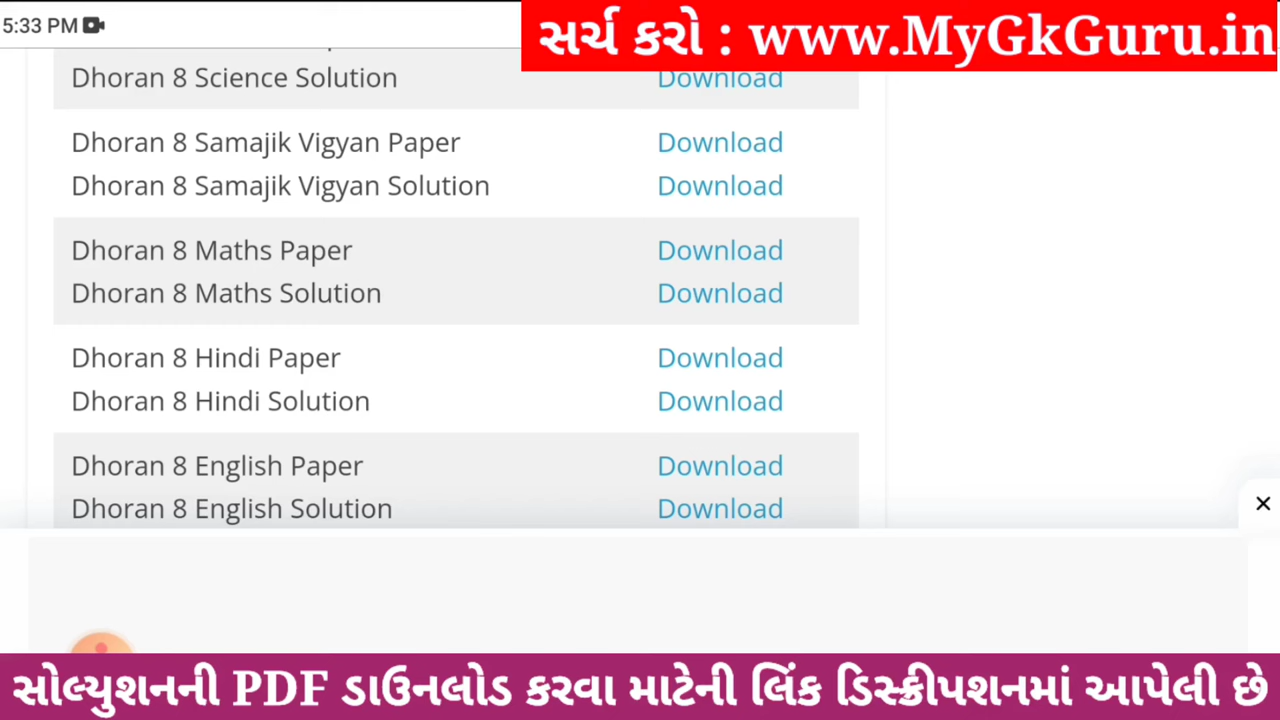 5:33 PM
સર્ચ કરો : www.MyGkGuru.in
Dhoran 8 Science Solution Download
Dhoran 8 Samajik Vigyan Paper Download
Dhoran 8 Samajik Vigyan Solution Download
Dhoran 8 Maths Paper Download
Dhoran 8 Maths Solution Download
Dhoran 8 Hindi Paper Download
Dhoran 8 Hindi Solution Download
Dhoran 8 English Paper Download
Dhoran 8 English Solution Download
સોલ્યુશનની PDF ડાઉનલોડ કરવા માટેની લિંક ડિસ્ક્રીપશનમાં આપેલી છે